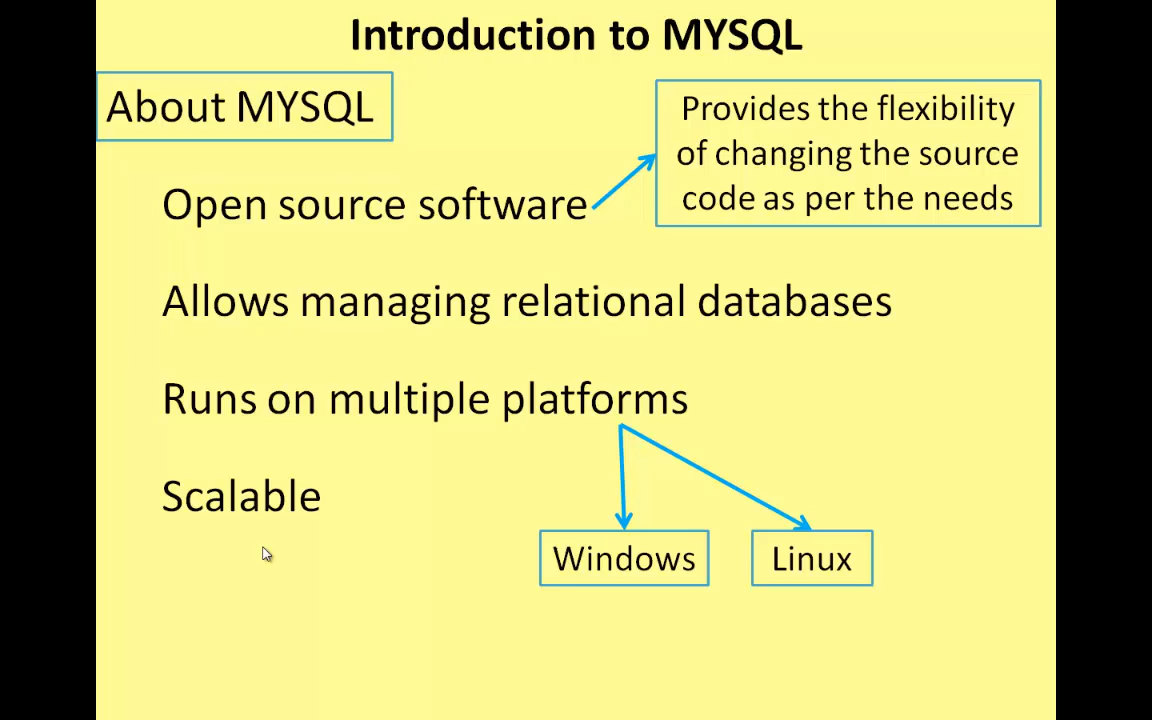 Introduction to MYSQL
About MYSQL
Provides the flexibility
of changing the source
code as per the needs
Open source software
Allows managing relational databases
Runs on multiple platforms
Scalable
Windows
Linux